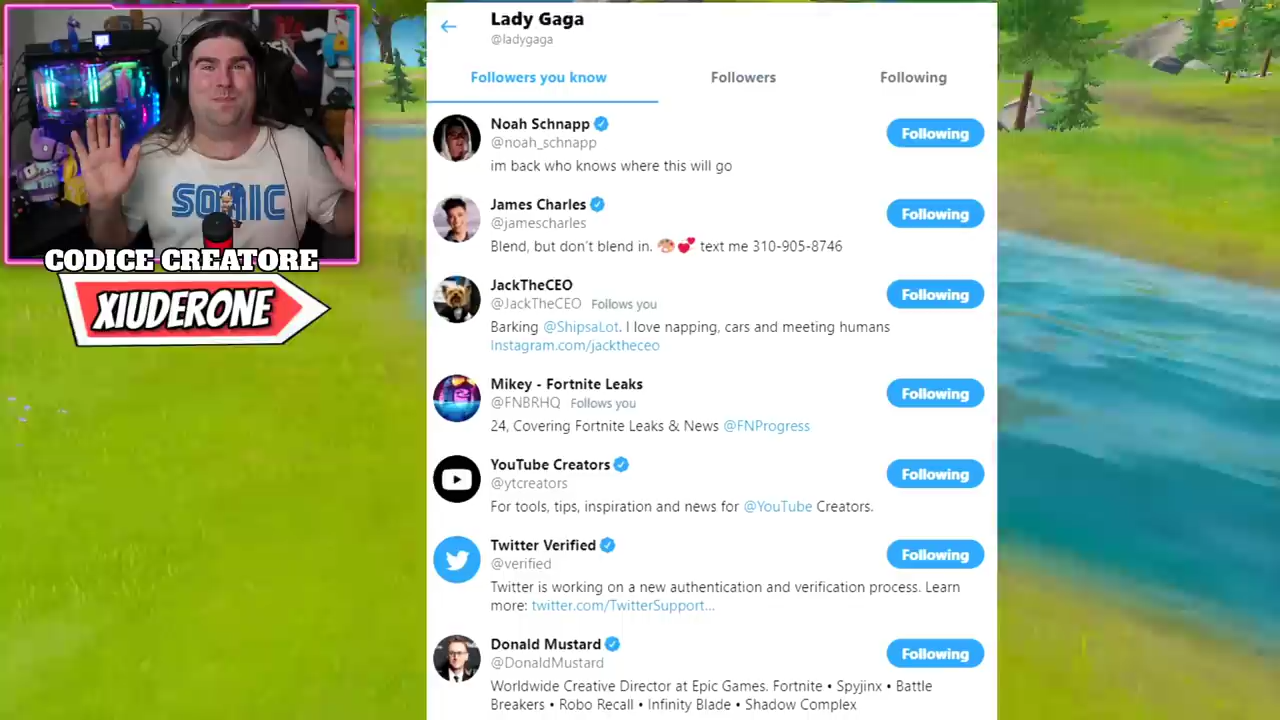 Lady Gaga
@ladygaga
Followers you know
Followers
Following
Noah Schnapp
@noah_schnapp
im back who knows where this will go
Following
James Charles
@jamescharles
Blend, but don't blend in. 🎨💕 text me 310-905-8746
Following
JackTheCEO
@JackTheCEO Follows you
Barking @ShipsaLot. I love napping, cars and meeting humans
Instagram.com/jacktheceo
Following
Mikey - Fortnite Leaks
@FNBRHQ Follows you
24, Covering Fortnite Leaks & News @FNProgress
Following
YouTube Creators
@ytcreators
For tools, tips, inspiration and news for @YouTube Creators.
Following
Twitter Verified
@verified
Twitter is working on a new authentication and verification process. Learn
more: twitter.com/TwitterSupport...
Following
Donald Mustard
@DonaldMustard
Worldwide Creative Director at Epic Games. Fortnite • Spyjinx • Battle
Breakers • Robo Recall • Infinity Blade • Shadow Complex
Following
SONIC
CODICE CREATORE
XIUDERONE